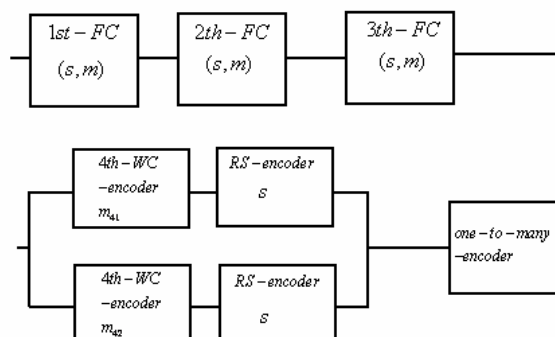 1st-FC
(s,m)
2th-FC
(s,m)
3th-FC
(s,m)
4th-WC
-encoder
m₄₁
RS-encoder
s
4th-WC
-encoder
m₄₂
RS-encoder
s
one-to-many
-encoder